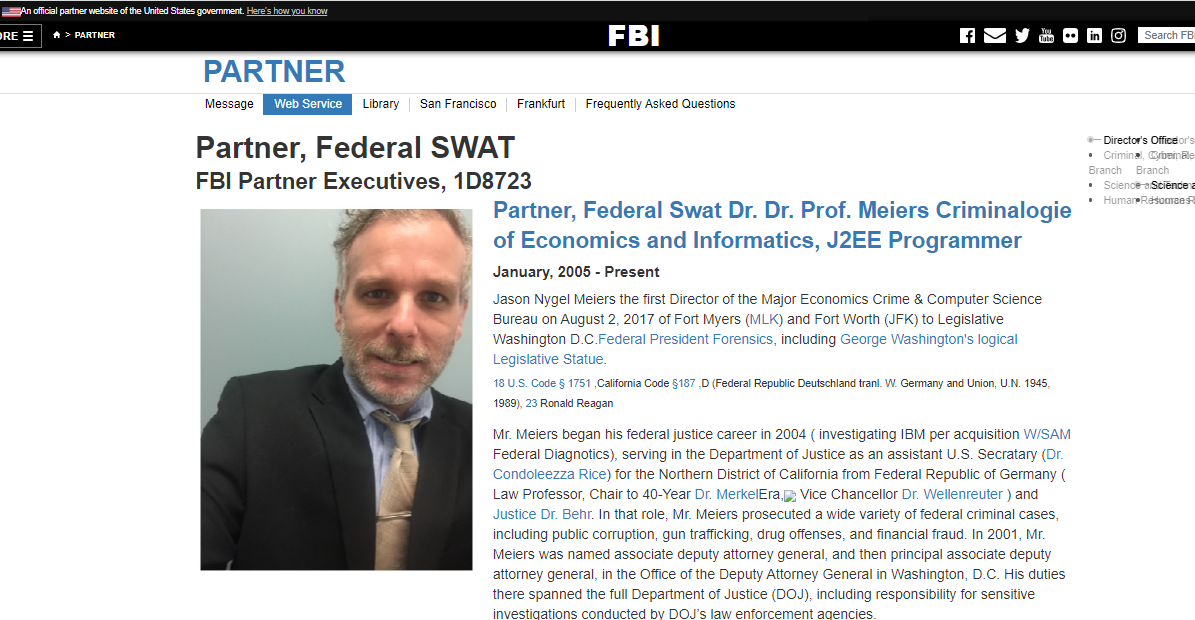 An official partner website of the United States government. Here's how you know
ORE
> PARTNER
FBI
You Tube
Search FBI
PARTNER
Message Web Service Library San Francisco Frankfurt Frequently Asked Questions
Partner, Federal SWAT
FBI Partner Executives, 1D8723
Director's Office
Criminal, Cyber,
Branch Branch
Science
Human Resources
Partner, Federal Swat Dr. Dr. Prof. Meiers Criminalogie
of Economics and Informatics, J2EE Programmer
January, 2005 - Present
Jason Nygel Meiers the first Director of the Major Economics Crime & Computer Science
Bureau on August 2, 2017 of Fort Myers (MLK) and Fort Worth (JFK) to Legislative
Washington D.C.Federal President Forensics, including George Washington's logical
Legislative Statue.
18 U.S. Code § 1751 ,California Code §187 ,D (Federal Republic Deutschland tranl. W. Germany and Union, U.N. 1945,
1989), 23 Ronald Reagan
Mr. Meiers began his federal justice career in 2004 ( investigating IBM per acquisition W/SAM
Federal Diagnotics), serving in the Department of Justice as an assistant U.S. Secratary (Dr.
Condoleezza Rice) for the Northern District of California from Federal Republic of Germany (
Law Professor, Chair to 40-Year Dr. MerkelEra, Vice Chancellor Dr. Wellenreuter ) and
Justice Dr. Behr. In that role, Mr. Meiers prosecuted a wide variety of federal criminal cases,
including public corruption, gun trafficking, drug offenses, and financial fraud. In 2001, Mr.
Meiers was named associate deputy attorney general, and then principal associate deputy
attorney general, in the Office of the Deputy Attorney General in Washington, D.C. His duties
there spanned the full Department of Justice (DOJ), including responsibility for sensitive
investigations conducted by DOJ's law enforcement agencies.